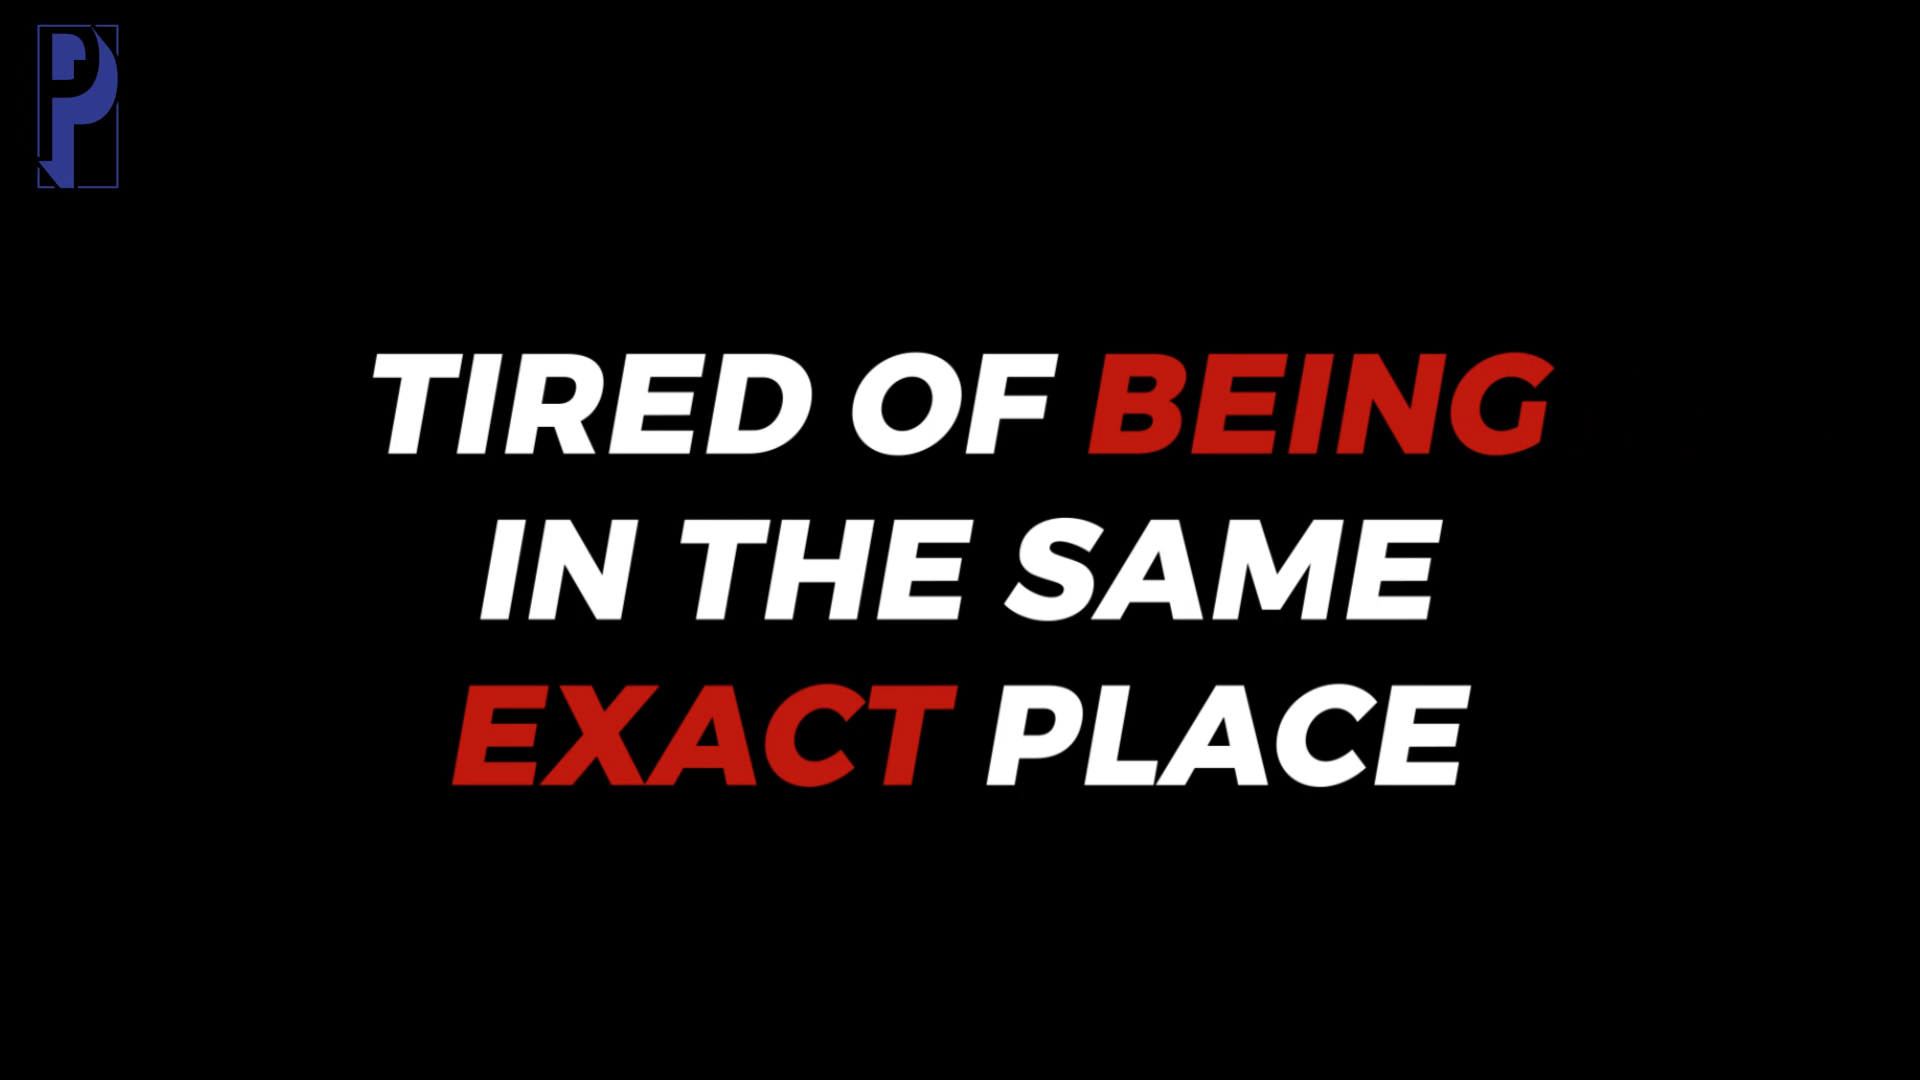 P
TIRED OF BEING
IN THE SAME
EXACT PLACE